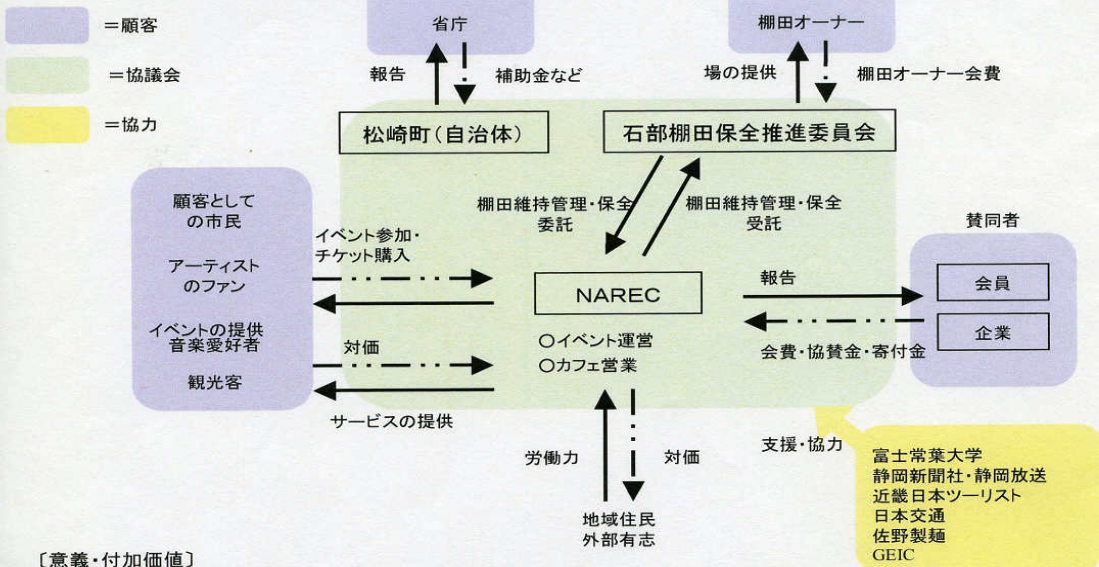 =顧客
=協議会
=協力
省庁
棚田オーナー
報告
補助金など
場の提供
棚田オーナー会費
松崎町(自治体)
石部棚田保全推進委員会
棚田維持管理・保全
委託
棚田維持管理・保全
受託
顧客として
の市民
アーティスト
のファン
イベントの提供
音楽愛好者
観光客
イベント参加・
チケット購入
対価
サービスの提供
NAREC
○イベント運営
○カフェ営業
報告
会費・協賛金・寄付金
賛同者
会員
企業
労働力
対価
地域住民
外部有志
支援・協力
富士常葉大学
静岡新聞社・静岡放送
近畿日本ツーリスト
日本交通
佐野製麺
GEIC
〔意義・付加価値〕